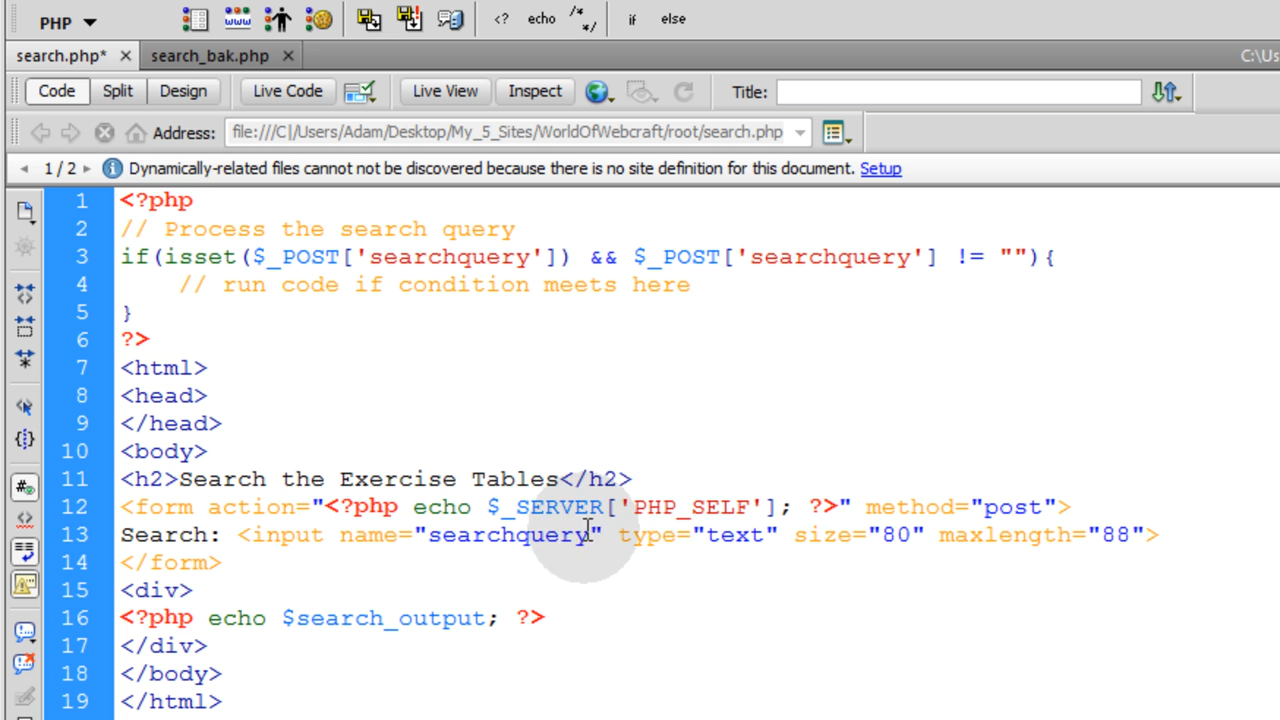 PHP <? echo /* */ if else
search.php* × search_bak.php × C:\Us
Code Split Design Live Code Live View Inspect Title:
Address: file:///C|/Users/Adam/Desktop/My_5_Sites/WorldOfWebcraft/root/search.php
1 / 2 Dynamically-related files cannot not be discovered because there is no site definition for this document. Setup
1 <?php
2 // Process the search query
3 if(isset($_POST['searchquery']) && $_POST['searchquery'] != ""){
4 // run code if condition meets here
5 }
6 ?>
7 <html>
8 <head>
9 </head>
10 <body>
11 <h2>Search the Exercise Tables</h2>
12 <form action="<?php echo $_SERVER['PHP_SELF']; ?>" method="post">
13 Search: <input name="searchquery" type="text" size="80" maxlength="88">
14 </form>
15 <div>
16 <?php echo $search_output; ?>
17 </div>
18 </body>
19 </html>